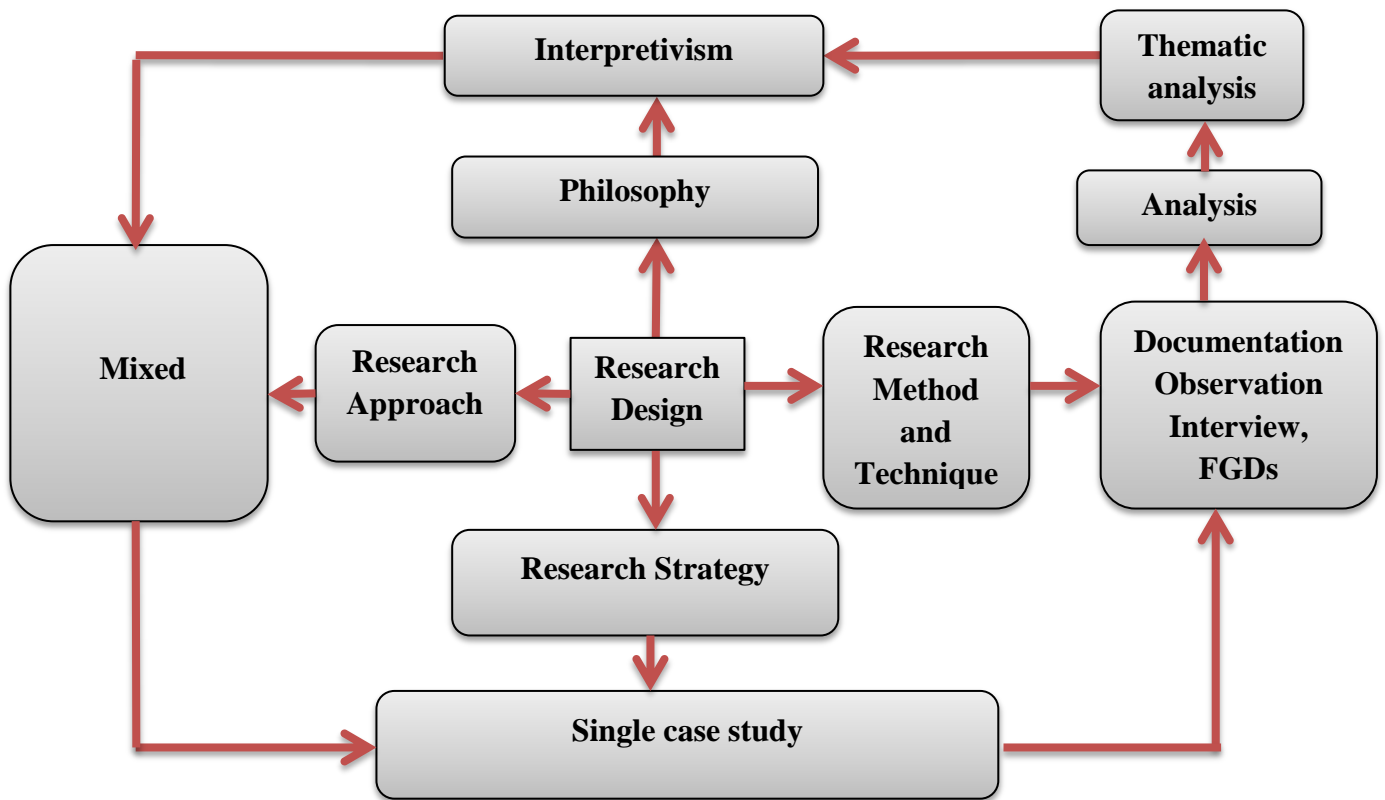 Interpretivism
Thematic
analysis
Philosophy
Analysis
Mixed
Research
Approach
Research
Design
Research
Method
and
Technique
Documentation
Observation
Interview,
FGDs
Research Strategy
Single case study